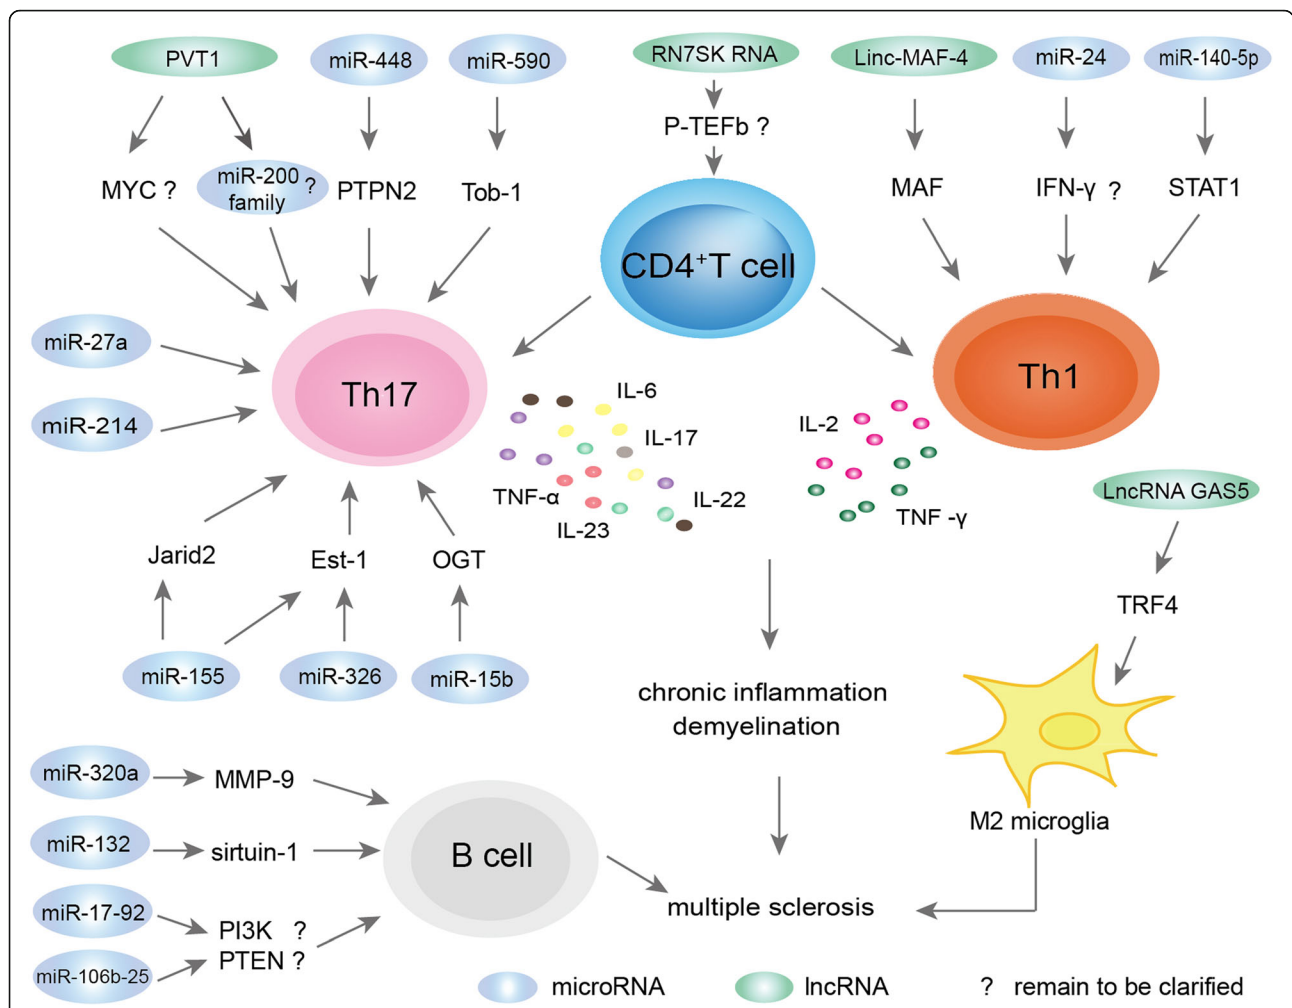 PVT1
miR-448
miR-590
RN7SK RNA
Linc-MAF-4
miR-24
miR-140-5p
P-TEFb ?
MYC ?
miR-200 ?
family
PTPN2
Tob-1
MAF
IFN-γ ?
STAT1
CD4⁺T cell
miR-27a
miR-214
Th17
Th1
IL-6
IL-17
TNF-α
IL-22
IL-23
IL-2
TNF -γ
LncRNA GAS5
Jarid2
Est-1
OGT
TRF4
miR-155
miR-326
miR-15b
chronic inflammation
demyelination
miR-320a
MMP-9
M2 microglia
miR-132
sirtuin-1
B cell
miR-17-92
PI3K ?
multiple sclerosis
miR-106b-25
PTEN ?
microRNA
lncRNA
? remain to be clarified